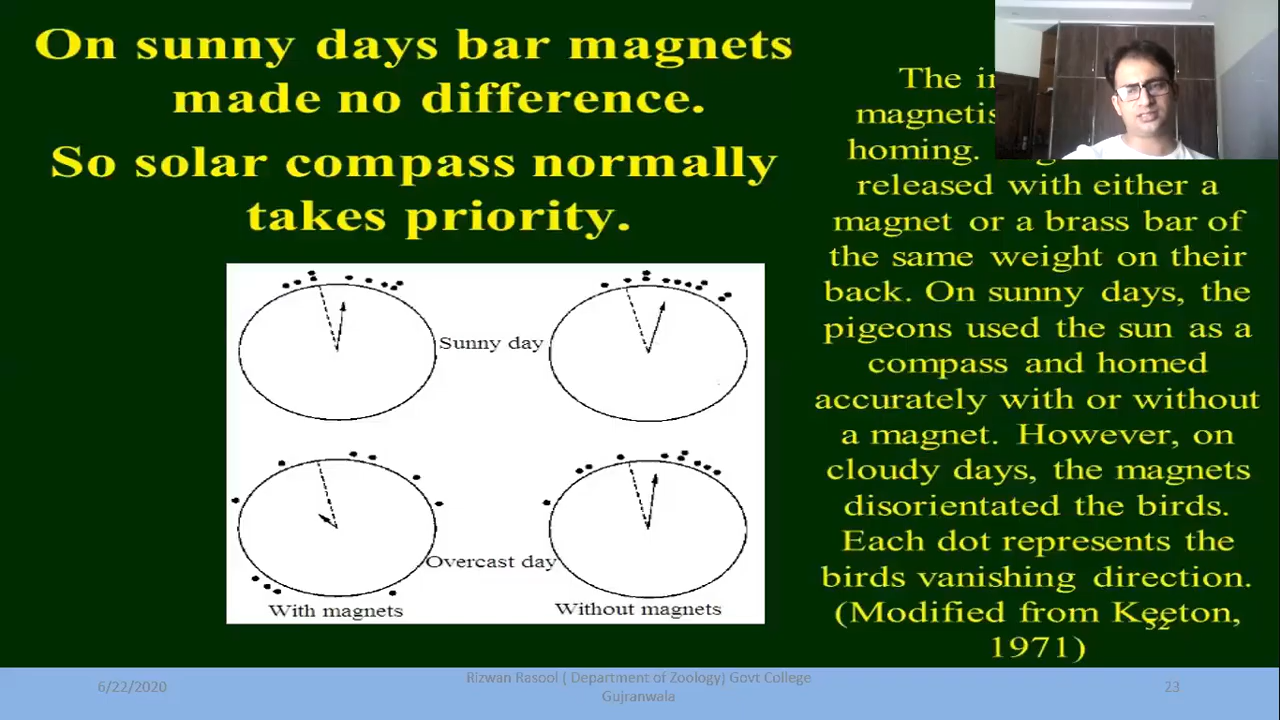 On sunny days bar magnets
made no difference.
So solar compass normally
takes priority.
The
magnetis
homing.
released with either a
magnet or a brass bar of
the same weight on their
back. On sunny days, the
pigeons used the sun as a
compass and homed
accurately with or without
a magnet. However, on
cloudy days, the magnets
disorientated the birds.
Each dot represents the
birds vanishing direction.
(Modified from Keeton,
1971)
Sunny day
Overcast day
With magnets
Without magnets
6/22/2020
Rizwan Rasool ( Department of Zoology) Govt College
Gujranwala
23